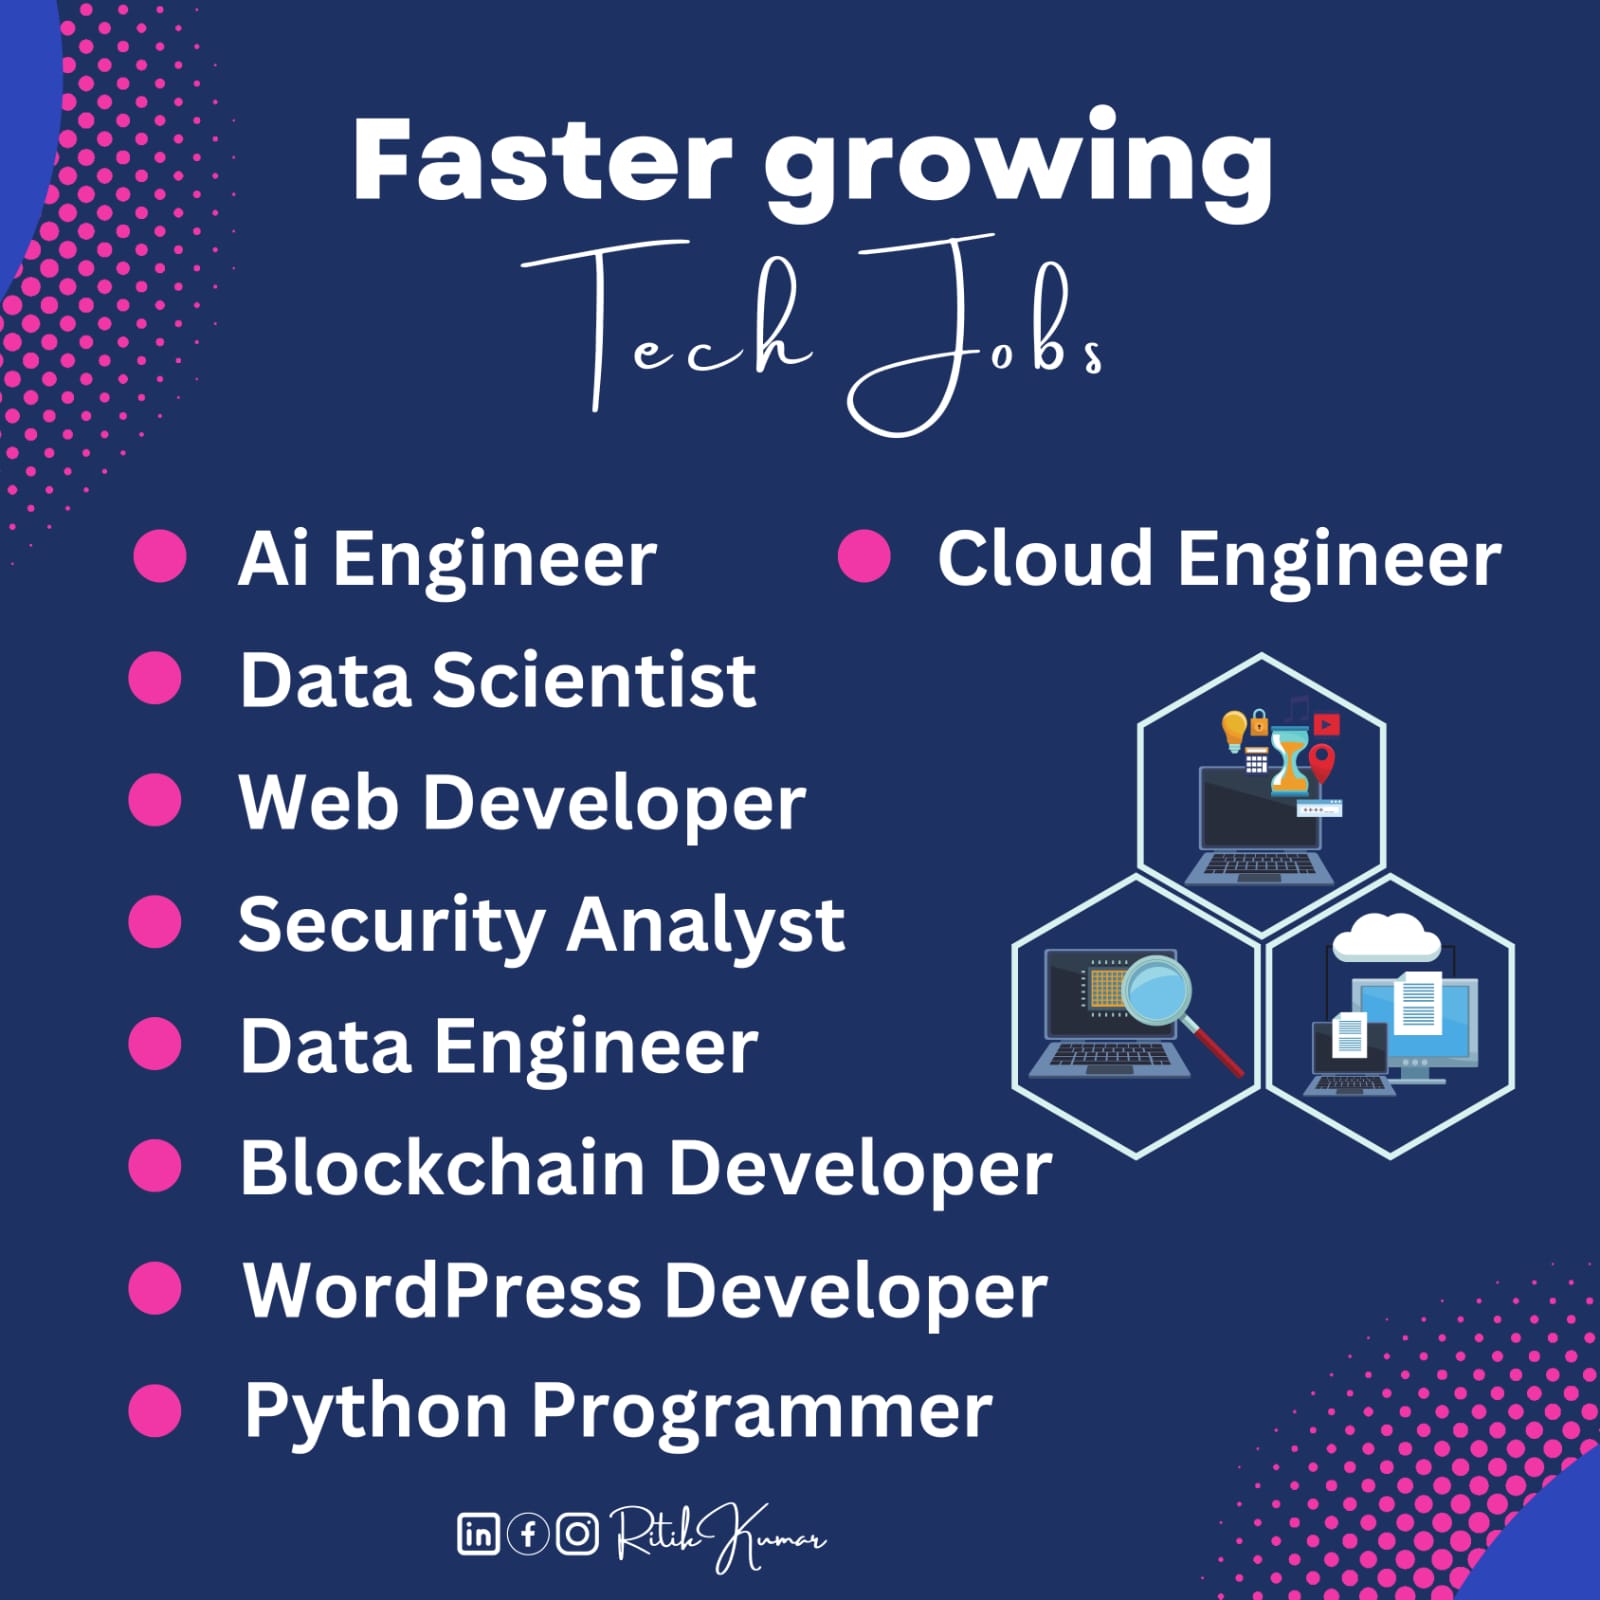 Faster growing
Tech Jobs
Ai Engineer
Data Scientist
Web Developer
Security Analyst
Data Engineer
Blockchain Developer
WordPress Developer
Python Programmer
Cloud Engineer
in f Ritik Kumar